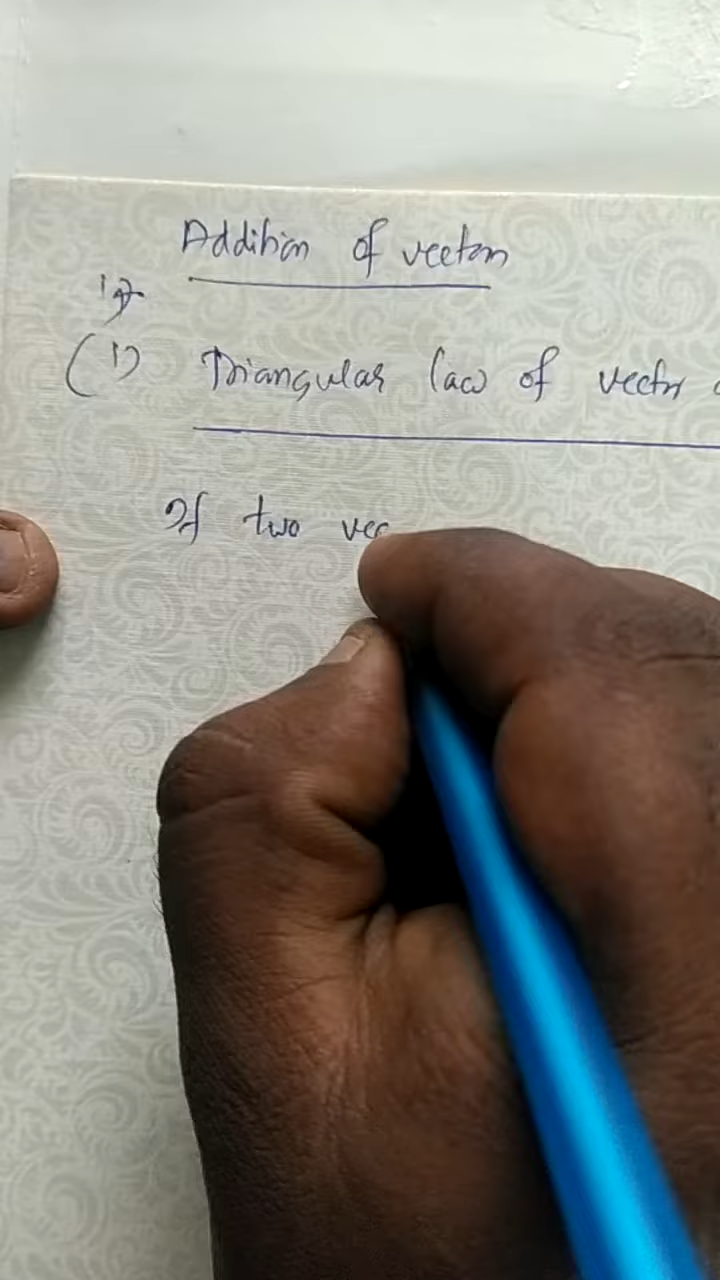 Addition of vectors
(1) Triangular law of vector
If two vec